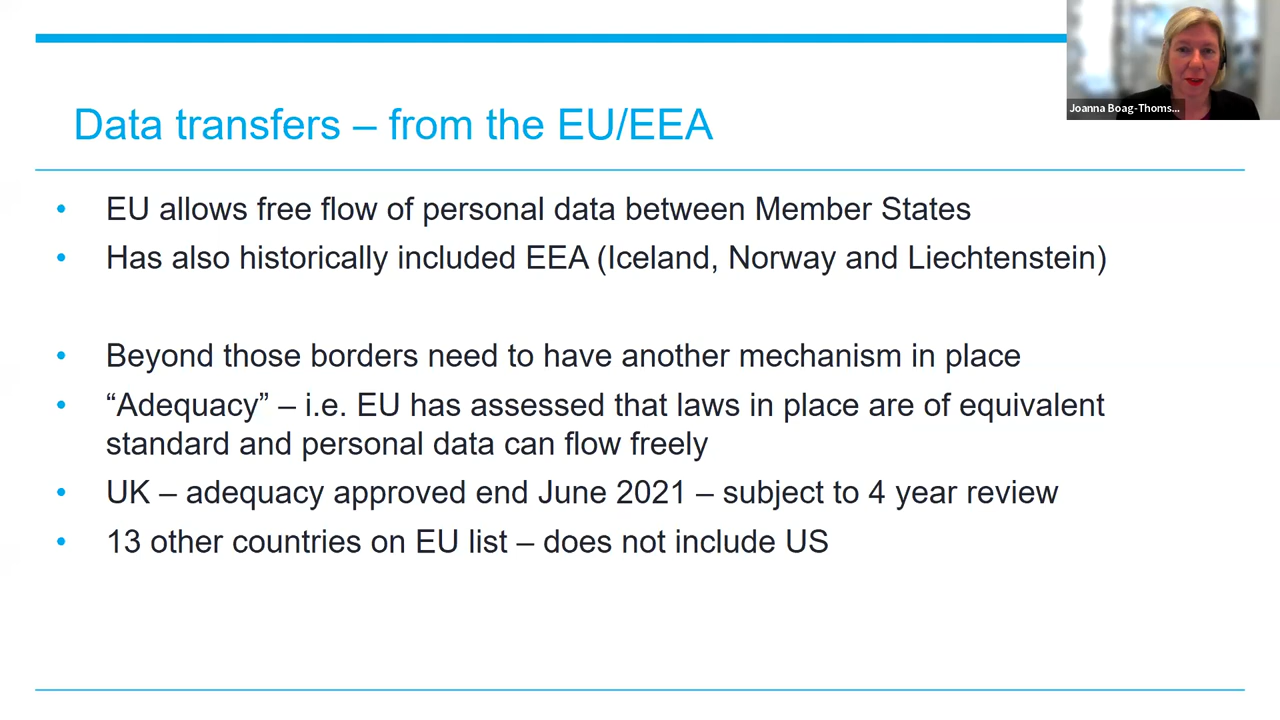 Joanna Boag-Thoms...
Data transfers – from the EU/EEA
• EU allows free flow of personal data between Member States
• Has also historically included EEA (Iceland, Norway and Liechtenstein)
• Beyond those borders need to have another mechanism in place
• “Adequacy” – i.e. EU has assessed that laws in place are of equivalent
standard and personal data can flow freely
• UK – adequacy approved end June 2021 – subject to 4 year review
• 13 other countries on EU list – does not include US